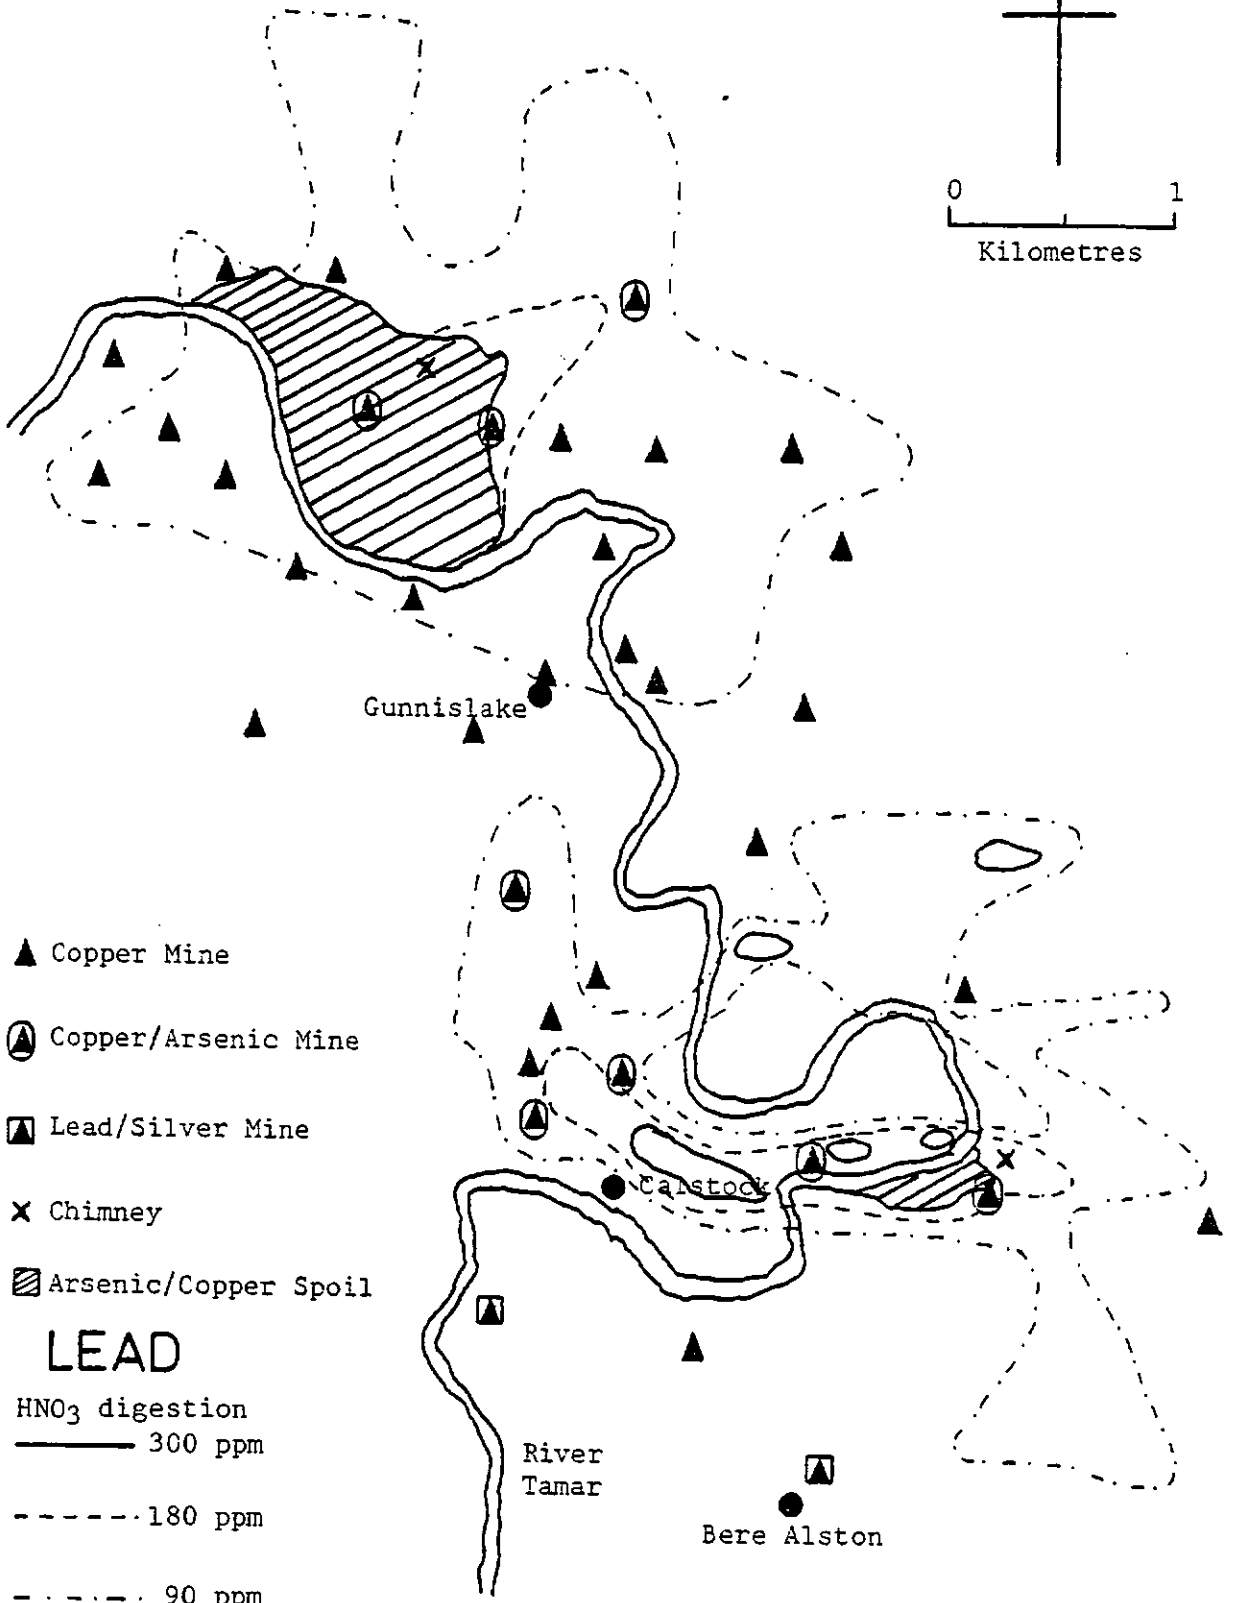 0 1
Kilometres
Gunnislake
Copper Mine
Copper/Arsenic Mine
Lead/Silver Mine
Calstock
Chimney
Arsenic/Copper Spoil
LEAD
HNO3 digestion
300 ppm
River
Tamar
180 ppm
Bere Alston
90 ppm